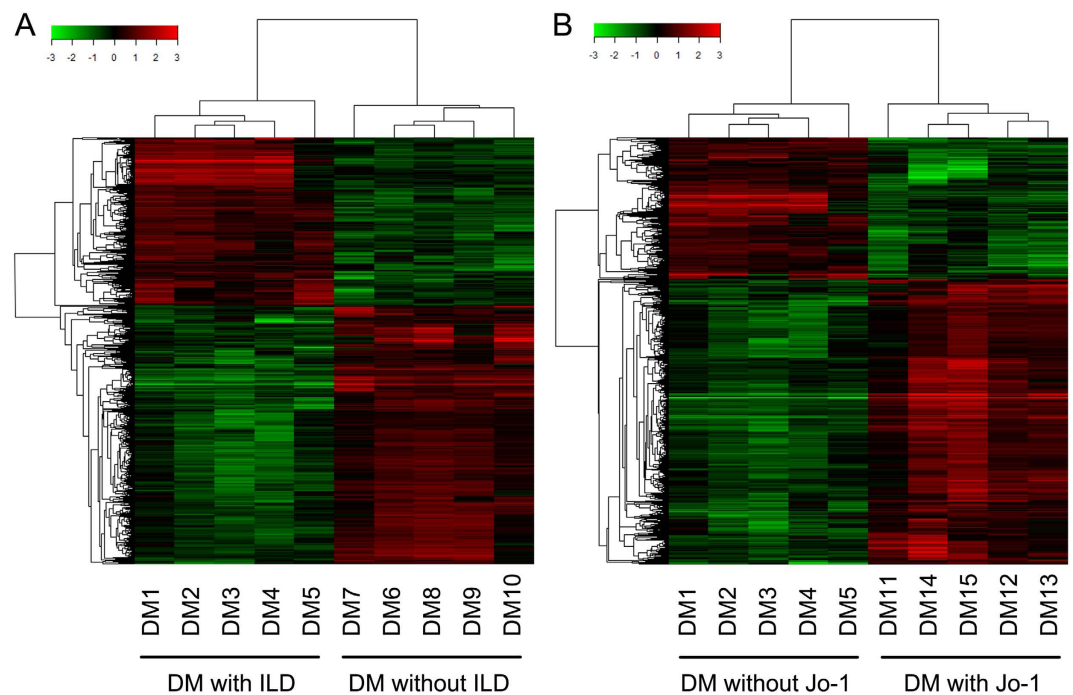 A
-3 -2 -1 0 1 2 3
DM1 DM2 DM3 DM4 DM5 DM7 DM6 DM8 DM9 DM10
DM with ILD DM without ILD
B
-3 -2 -1 0 1 2 3
DM1 DM2 DM3 DM4 DM5 DM11 DM14 DM15 DM12 DM13
DM without Jo-1 DM with Jo-1